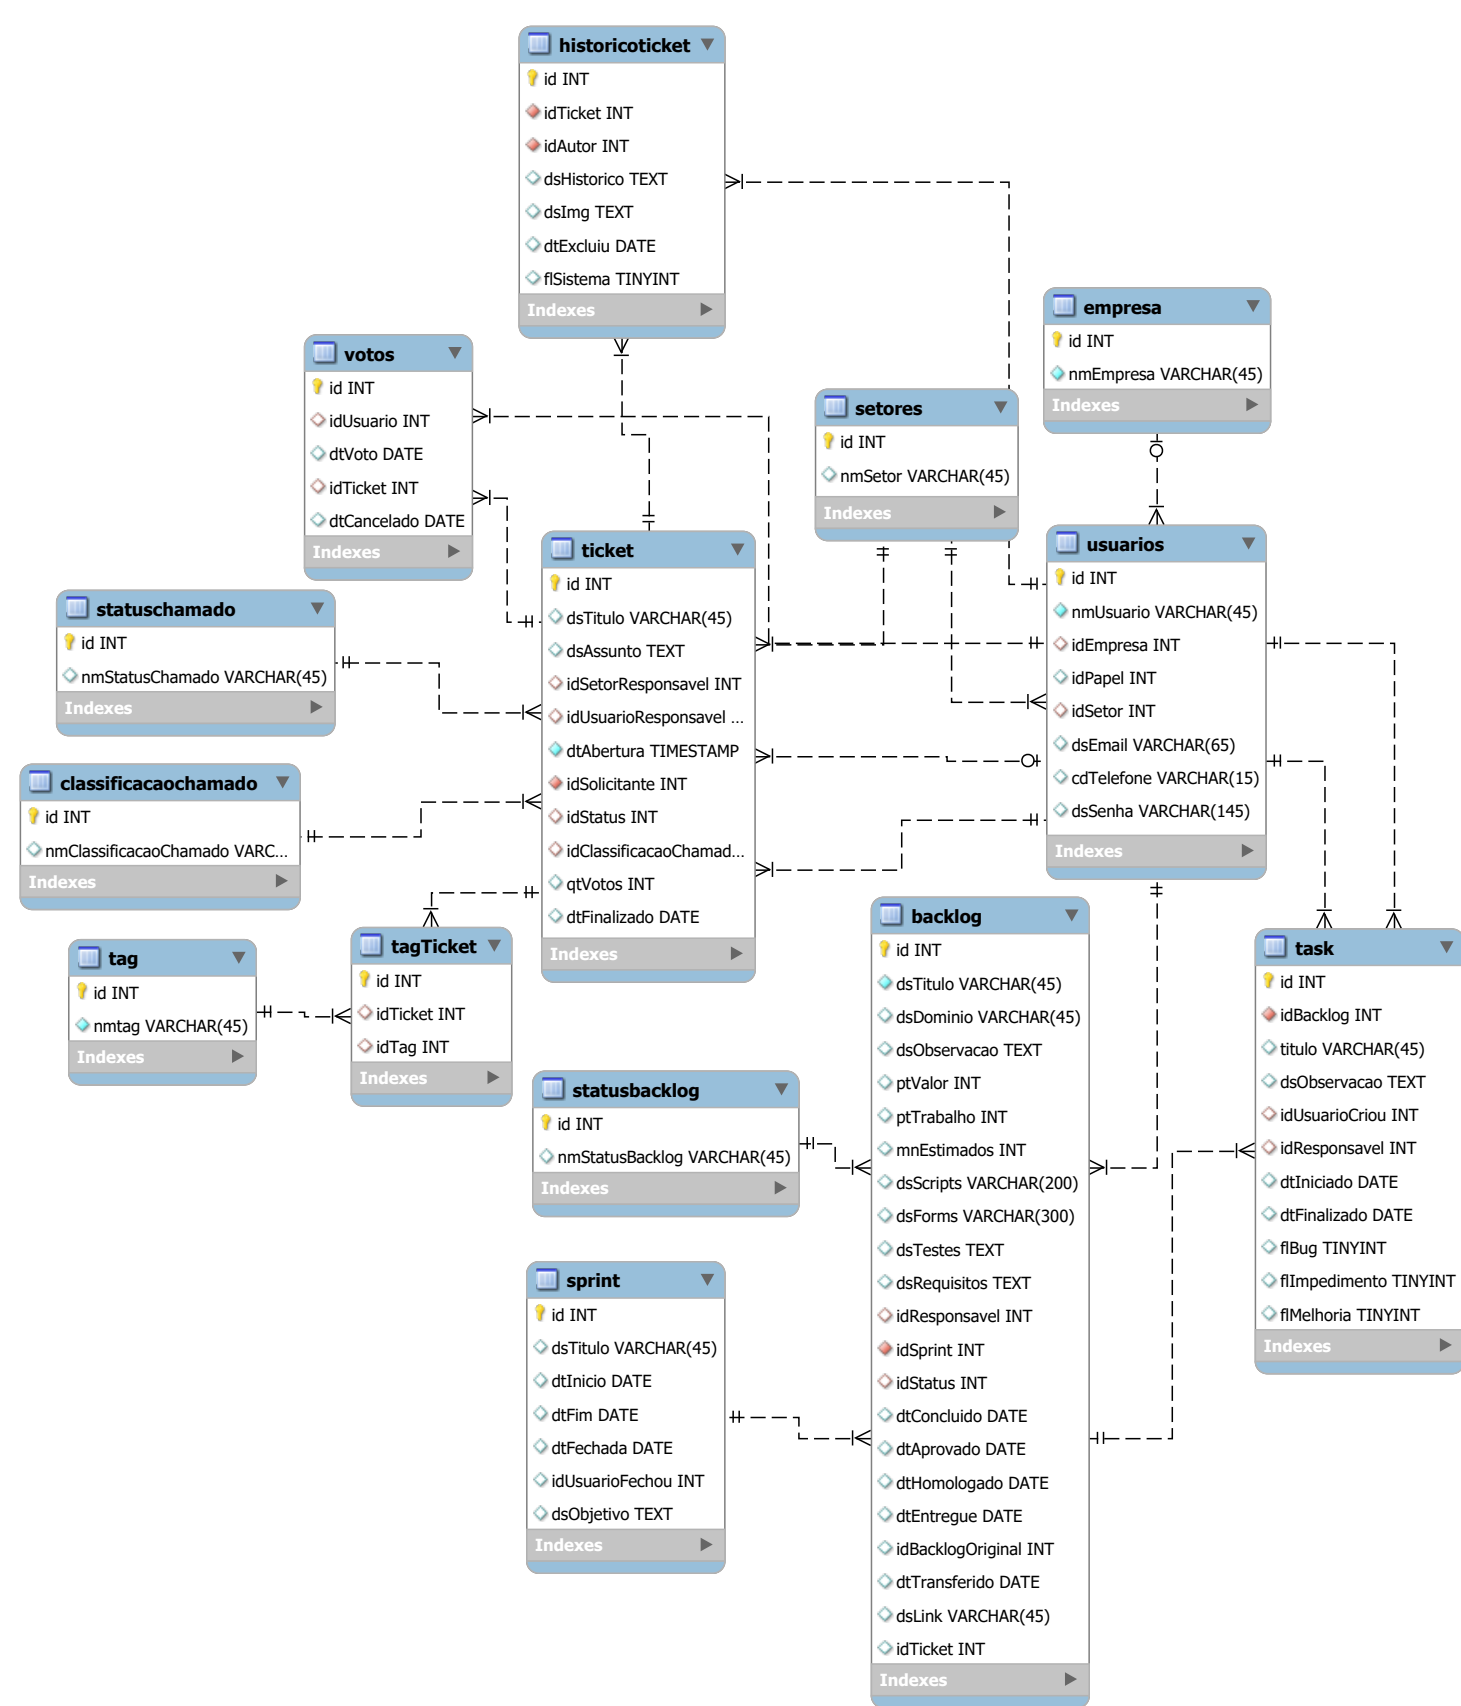 historicoticket
id INT
idTicket INT
idAutor INT
dsHistorico TEXT
dsImg TEXT
dtExcluiu DATE
flSistema TINYINT
Indexes
empresa
id INT
nmEmpresa VARCHAR(45)
Indexes
votos
id INT
idUsuario INT
dtVoto DATE
idTicket INT
dtCancelado DATE
Indexes
setores
id INT
nmSetor VARCHAR(45)
Indexes
ticket
id INT
dsTitulo VARCHAR(45)
dsAssunto TEXT
idSetorResponsavel INT
idUsuarioResponsavel ...
dtAbertura TIMESTAMP
idSolicitante INT
idStatus INT
idClassificacaoChamad...
qtVotos INT
dtFinalizado DATE
Indexes
usuarios
id INT
nmUsuario VARCHAR(45)
idEmpresa INT
idPapel INT
idSetor INT
dsEmail VARCHAR(65)
cdTelefone VARCHAR(15)
dsSenha VARCHAR(145)
Indexes
statuschamado
id INT
nmStatusChamado VARCHAR(45)
Indexes
classificacaochamado
id INT
nmClassificacaoChamado VARC...
Indexes
tag
id INT
nmtag VARCHAR(45)
Indexes
tagTicket
id INT
idTicket INT
idTag INT
Indexes
backlog
id INT
dsTitulo VARCHAR(45)
dsDominio VARCHAR(45)
dsObservacao TEXT
ptValor INT
ptTrabalho INT
mnEstimados INT
dsScripts VARCHAR(200)
dsForms VARCHAR(300)
dsTestes TEXT
dsRequisitos TEXT
idResponsavel INT
idSprint INT
idStatus INT
dtConcluido DATE
dtAprovado DATE
dtHomologado DATE
dtEntregue DATE
idBacklogOriginal INT
dtTransferido DATE
dsLink VARCHAR(45)
idTicket INT
Indexes
task
id INT
idBacklog INT
titulo VARCHAR(45)
dsObservacao TEXT
idUsuarioCriou INT
idResponsavel INT
dtIniciado DATE
dtFinalizado DATE
flBug TINYINT
flImpedimento TINYINT
flMelhoria TINYINT
Indexes
statusbacklog
id INT
nmStatusBacklog VARCHAR(45)
Indexes
sprint
id INT
dsTitulo VARCHAR(45)
dtInicio DATE
dtFim DATE
dtFechada DATE
idUsuarioFechou INT
dsObjetivo TEXT
Indexes